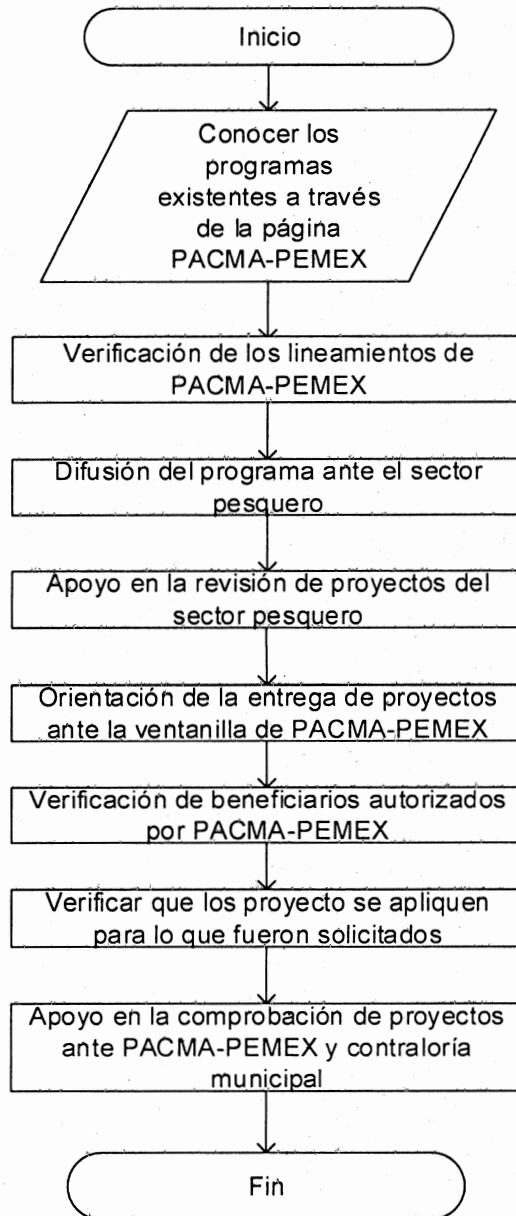 Inicio
Conocer los
programas
existentes a través
de la página
PACMA-PEMEX
Verificación de los lineamientos de
PACMA-PEMEX
Difusión del programa ante el sector
pesquero
Apoyo en la revisión de proyectos del
sector pesquero
Orientación de la entrega de proyectos
ante la ventanilla de PACMA-PEMEX
Verificación de beneficiarios autorizados
por PACMA-PEMEX
Verificar que los proyecto se apliquen
para lo que fueron solicitados
Apoyo en la comprobación de proyectos
ante PACMA-PEMEX y contraloría
municipal
Fin